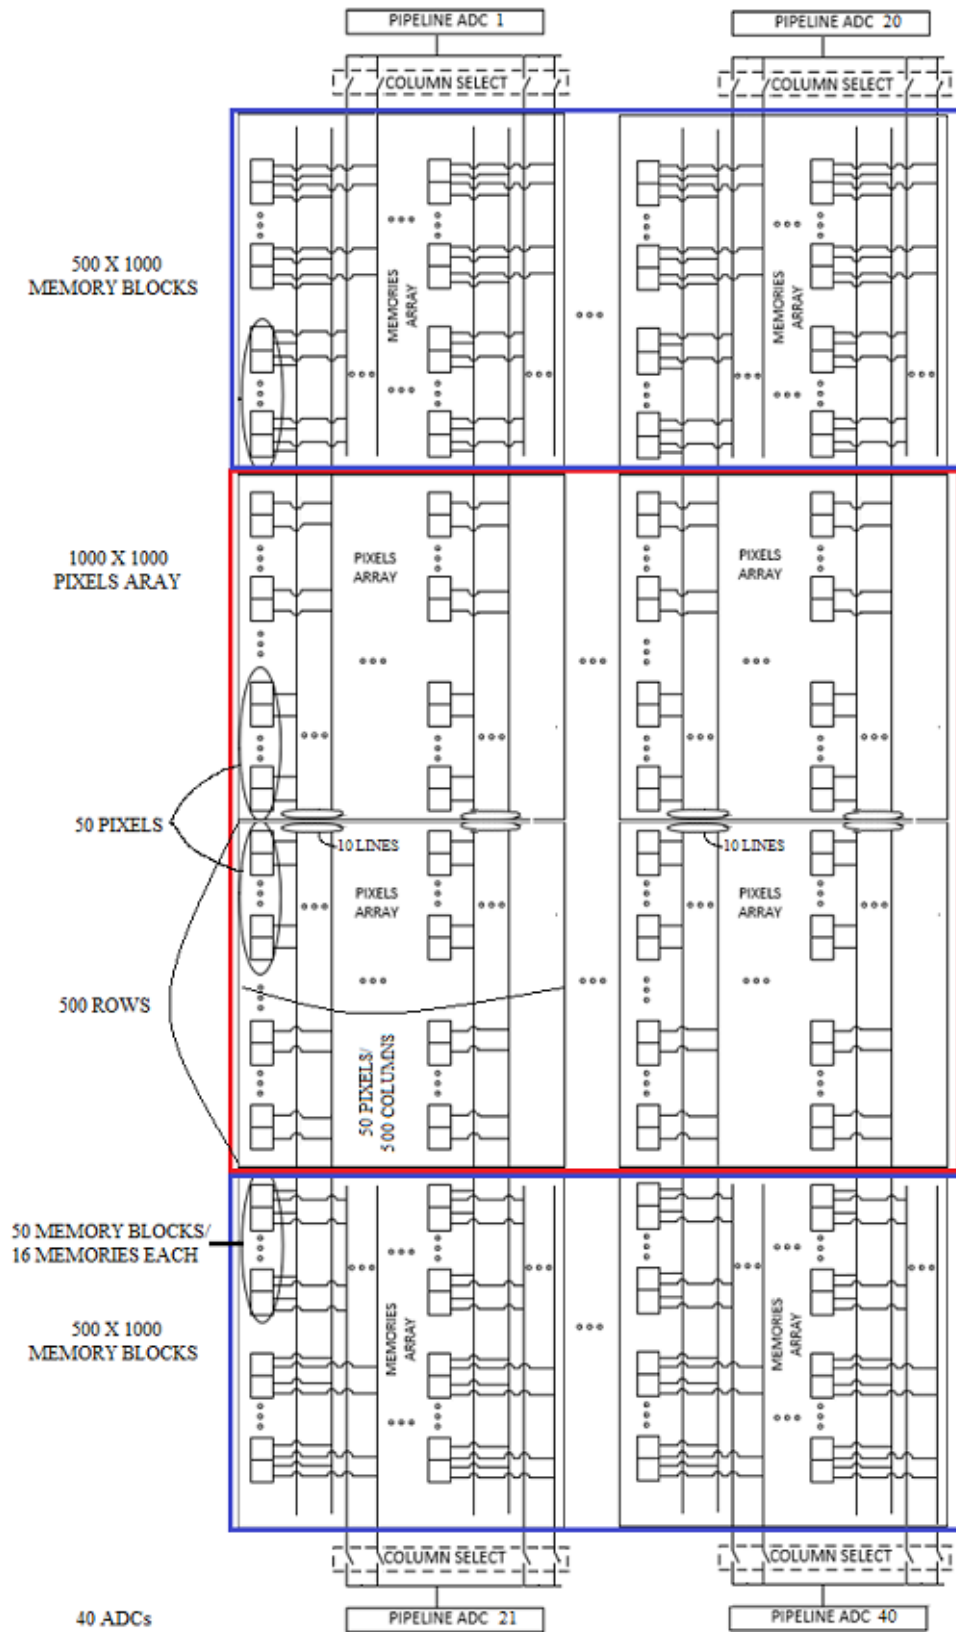 PIPELINE ADC 1
PIPELINE ADC 20
COLUMN SELECT
COLUMN SELECT
500 X 1000
MEMORY BLOCKS
MEMORIES
ARRAY
MEMORIES
ARRAY
1000 X 1000
PIXELS ARAY
PIXELS
ARRAY
PIXELS
ARRAY
50 PIXELS
10 LINES
10 LINES
PIXELS
ARRAY
PIXELS
ARRAY
500 ROWS
50 PIXELS/
500 COLUMNS
50 MEMORY BLOCKS/
16 MEMORIES EACH
500 X 1000
MEMORY BLOCKS
MEMORIES
ARRAY
MEMORIES
ARRAY
COLUMN SELECT
COLUMN SELECT
40 ADCs
PIPELINE ADC 21
PIPELINE ADC 40